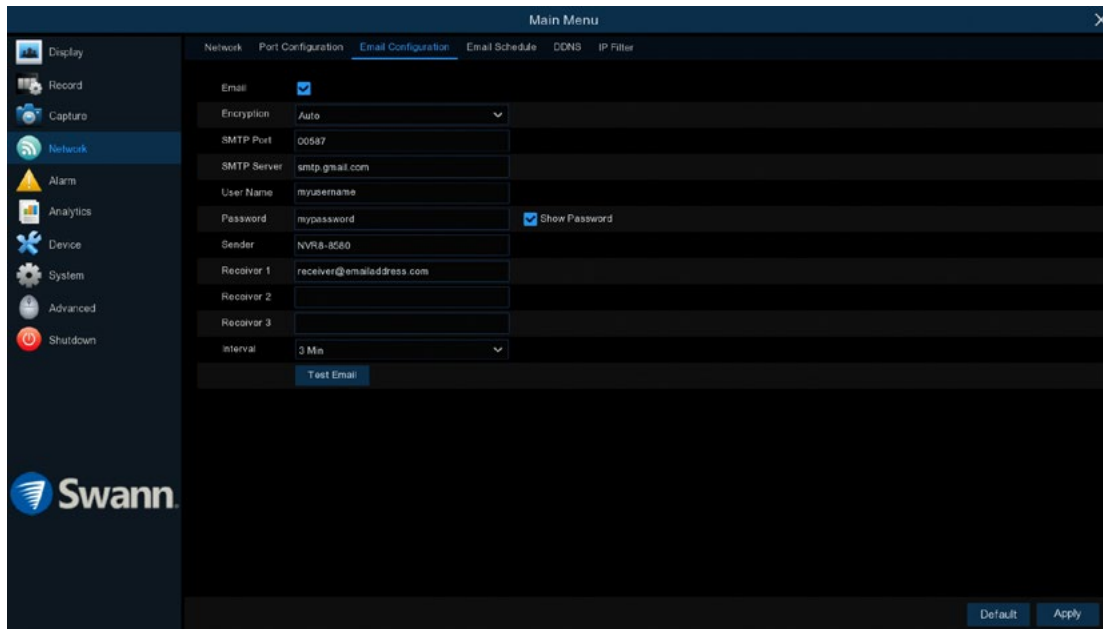 Main Menu
X
Display
Record
Capture
Network
Alarm
Analytics
Device
System
Advanced
Shutdown
Swann
Network Port Configuration Email Configuration Email Schedule DDNS IP Filter
Email
Encryption Auto
SMTP Port 00587
SMTP Server smtp.gmail.com
User Name myusername
Password mypassword Show Password
Sender NVR8-8580
Receiver 1 receiver@emailaddress.com
Receiver 2
Receiver 3
Interval 3 Min
Test Email
Default Apply